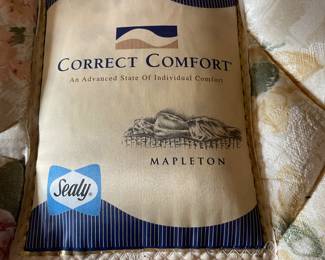 CORRECT COMFORT®
An Advanced State Of Individual Comfort
MAPLETON
Sealy